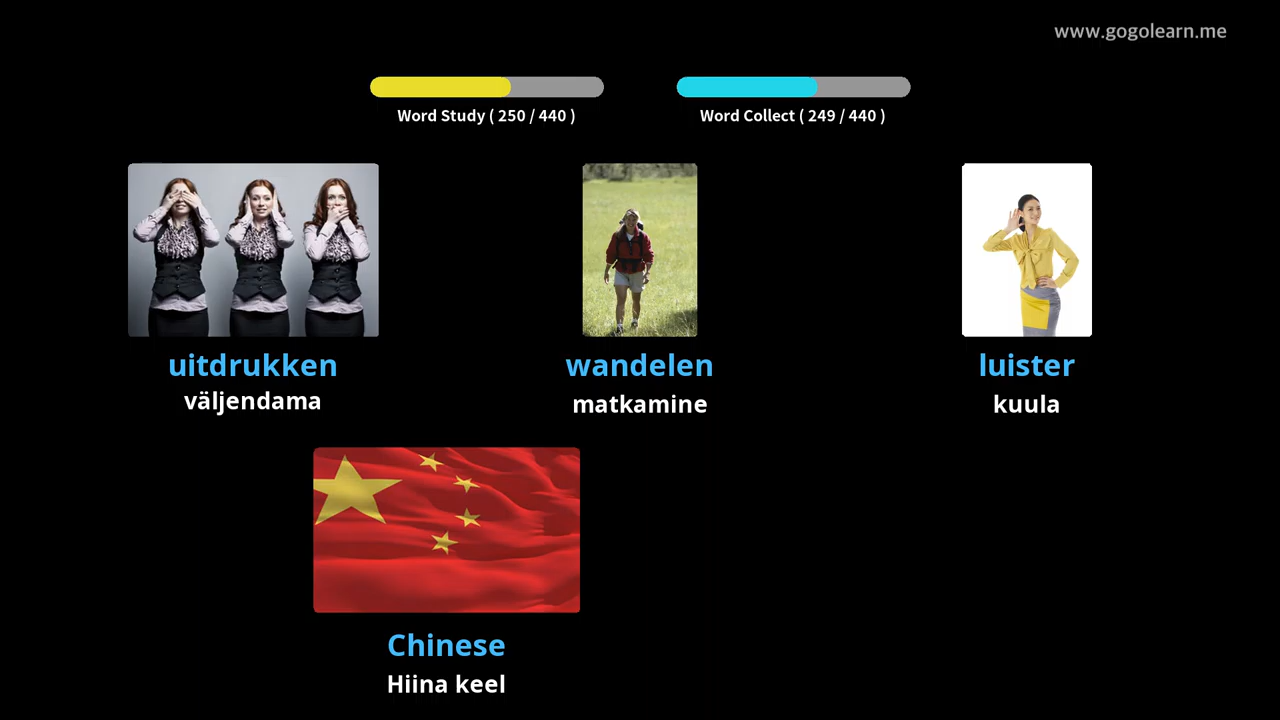 www.gogolearn.me
Word Study ( 250 / 440 )
Word Collect ( 249 / 440 )
uitdrukken
väljendama
wandelen
matkamine
luister
kuula
Chinese
Hiina keel